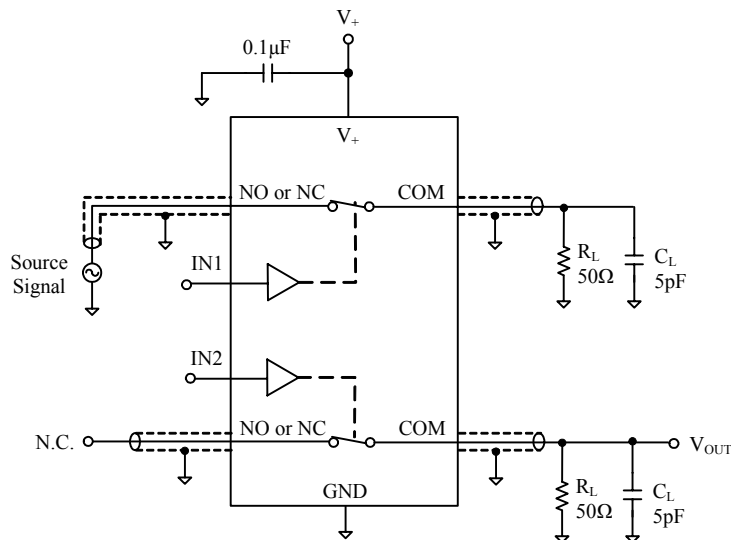 V+
0.1μF
V+
NO or NC
COM
Source
Signal
IN1
RL
50Ω
CL
5pF
IN2
N.C.
NO or NC
COM
VOUT
GND
RL
50Ω
CL
5pF